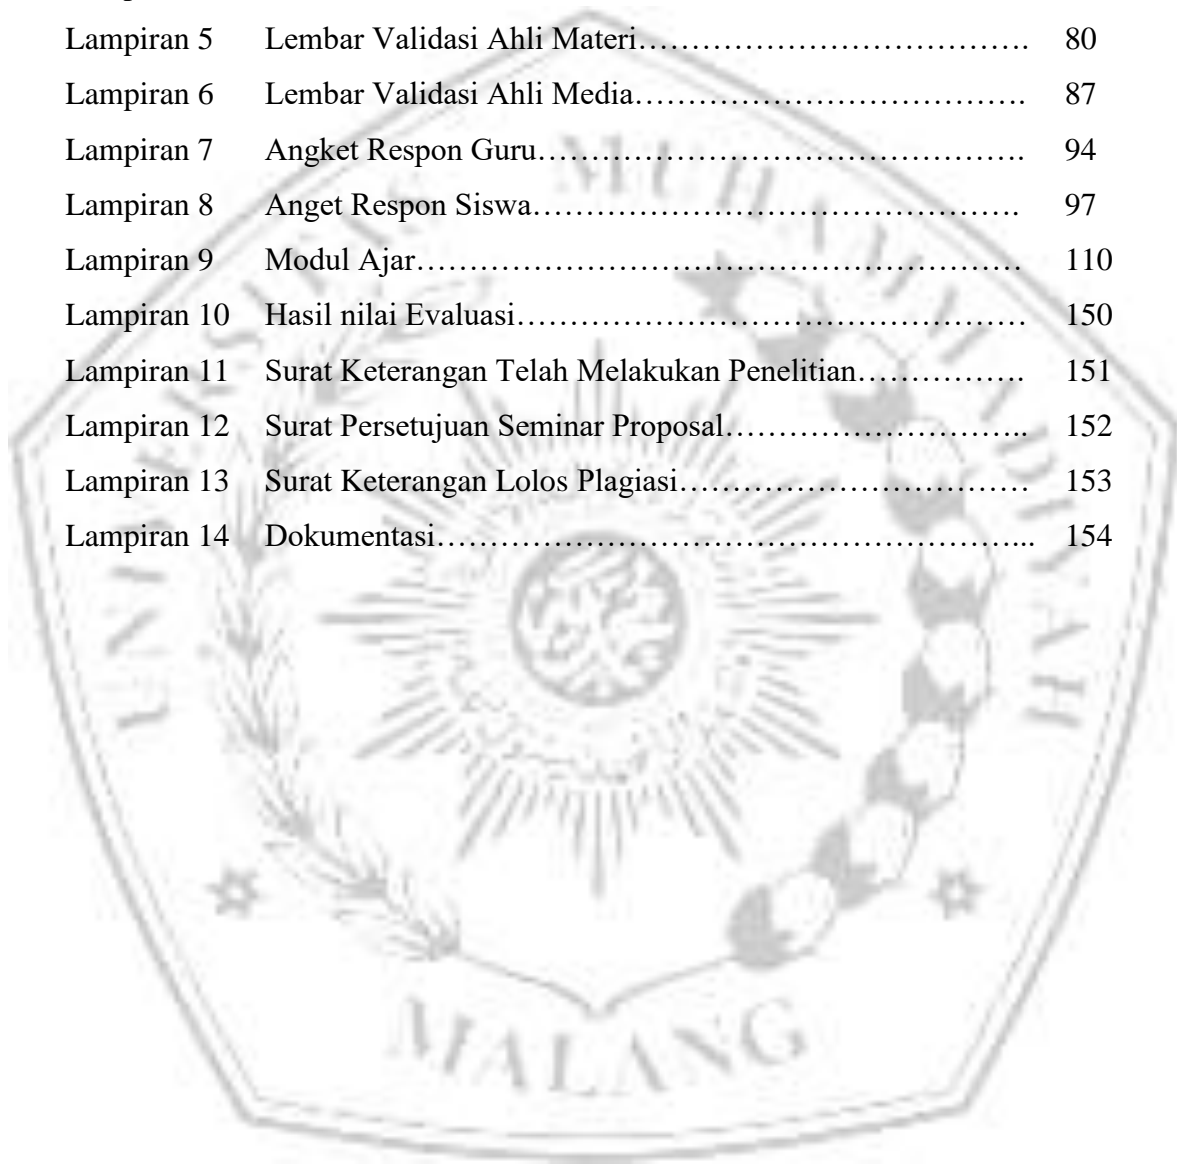 Lampiran 5 Lembar Validasi Ahli Materi……………………………. 80
Lampiran 6 Lembar Validasi Ahli Media……………………………. 87
Lampiran 7 Angket Respon Guru……………………………………. 94
Lampiran 8 Anget Respon Siswa……………………………………. 97
Lampiran 9 Modul Ajar……………………………………………… 110
Lampiran 10 Hasil nilai Evaluasi……………………………………… 150
Lampiran 11 Surat Keterangan Telah Melakukan Penelitian……………. 151
Lampiran 12 Surat Persetujuan Seminar Proposal…………………….. 152
Lampiran 13 Surat Keterangan Lolos Plagiasi………………………… 153
Lampiran 14 Dokumentasi……………………………………………... 154
UNIVERSITAS MUHAMMADIYAH
MALANG